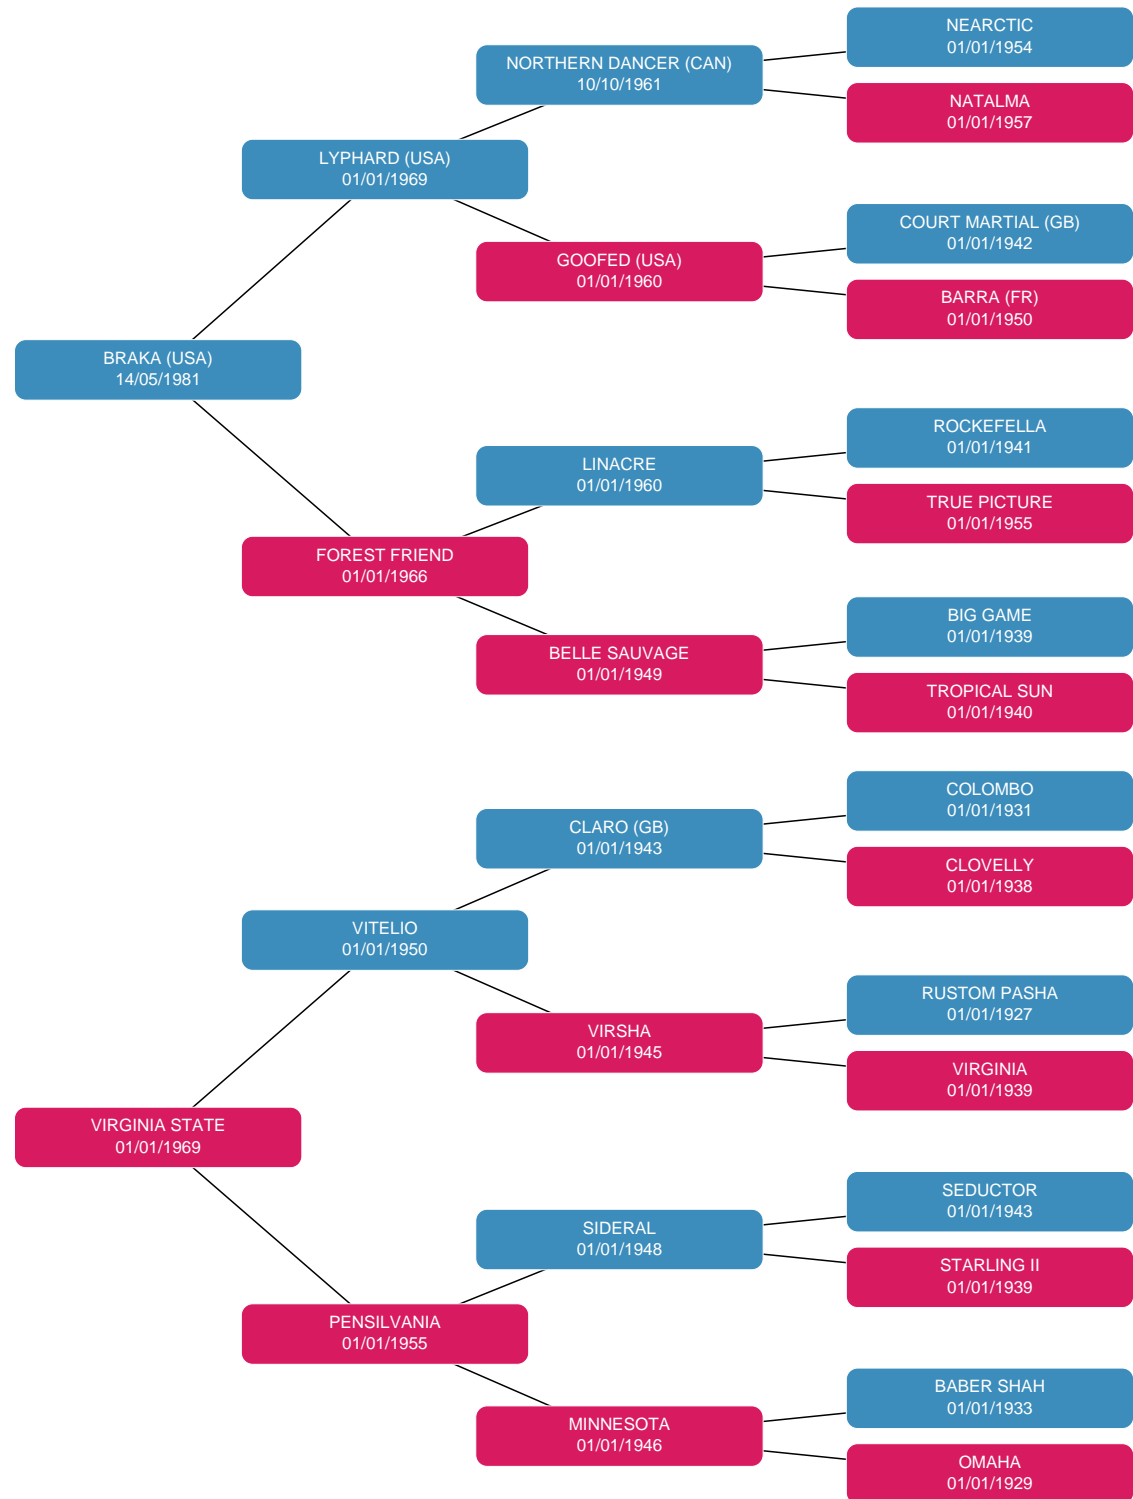 NEARCTIC
01/01/1954
NORTHERN DANCER (CAN)
10/10/1961
NATALMA
01/01/1957
LYPHARD (USA)
01/01/1969
COURT MARTIAL (GB)
01/01/1942
GOOFED (USA)
01/01/1960
BARRA (FR)
01/01/1950
BRAKA (USA)
14/05/1981
ROCKEFELLA
01/01/1941
LINACRE
01/01/1960
TRUE PICTURE
01/01/1955
FOREST FRIEND
01/01/1966
BIG GAME
01/01/1939
BELLE SAUVAGE
01/01/1949
TROPICAL SUN
01/01/1940
COLOMBO
01/01/1931
CLARO (GB)
01/01/1943
CLOVELLY
01/01/1938
VITELIO
01/01/1950
RUSTOM PASHA
01/01/1927
VIRSHA
01/01/1945
VIRGINIA
01/01/1939
VIRGINIA STATE
01/01/1969
SEDUCTOR
01/01/1943
SIDERAL
01/01/1948
STARLING II
01/01/1939
PENSILVANIA
01/01/1955
BABER SHAH
01/01/1933
MINNESOTA
01/01/1946
OMAHA
01/01/1929